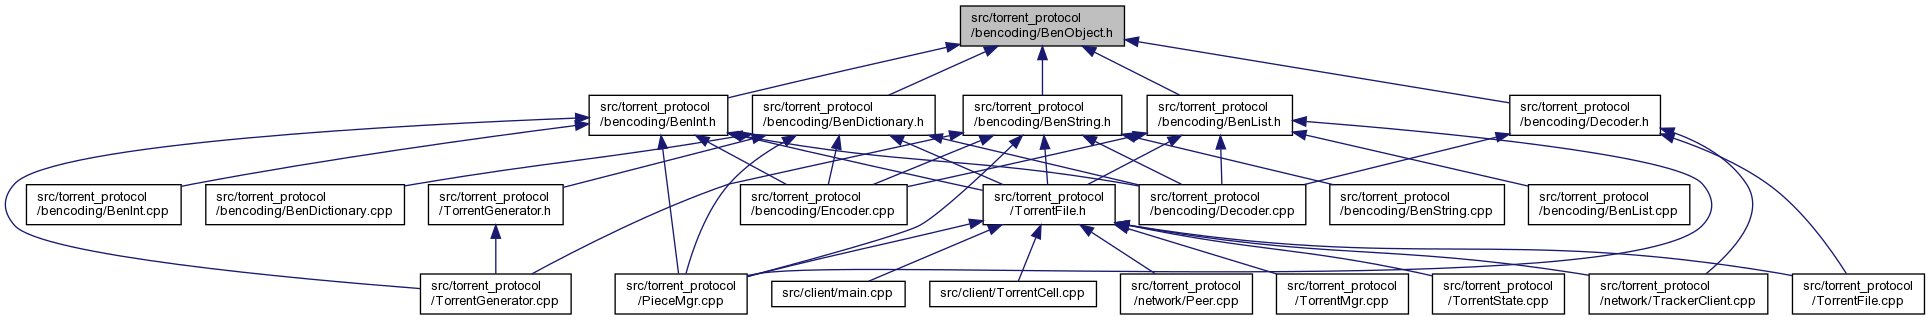 src/torrent_protocol
/bencoding/BenObject.h
src/torrent_protocol
/bencoding/BenInt.h
src/torrent_protocol
/bencoding/BenDictionary.h
src/torrent_protocol
/bencoding/BenString.h
src/torrent_protocol
/bencoding/BenList.h
src/torrent_protocol
/bencoding/Decoder.h
src/torrent_protocol
/bencoding/BenInt.cpp
src/torrent_protocol
/bencoding/BenDictionary.cpp
src/torrent_protocol
/TorrentGenerator.h
src/torrent_protocol
/bencoding/Encoder.cpp
src/torrent_protocol
/TorrentFile.h
src/torrent_protocol
/bencoding/Decoder.cpp
src/torrent_protocol
/bencoding/BenString.cpp
src/torrent_protocol
/bencoding/BenList.cpp
src/torrent_protocol
/TorrentGenerator.cpp
src/torrent_protocol
/PieceMgr.cpp
src/client/main.cpp
src/client/TorrentCell.cpp
src/torrent_protocol
/network/Peer.cpp
src/torrent_protocol
/TorrentMgr.cpp
src/torrent_protocol
/TorrentState.cpp
src/torrent_protocol
/network/TrackerClient.cpp
src/torrent_protocol
/TorrentFile.cpp